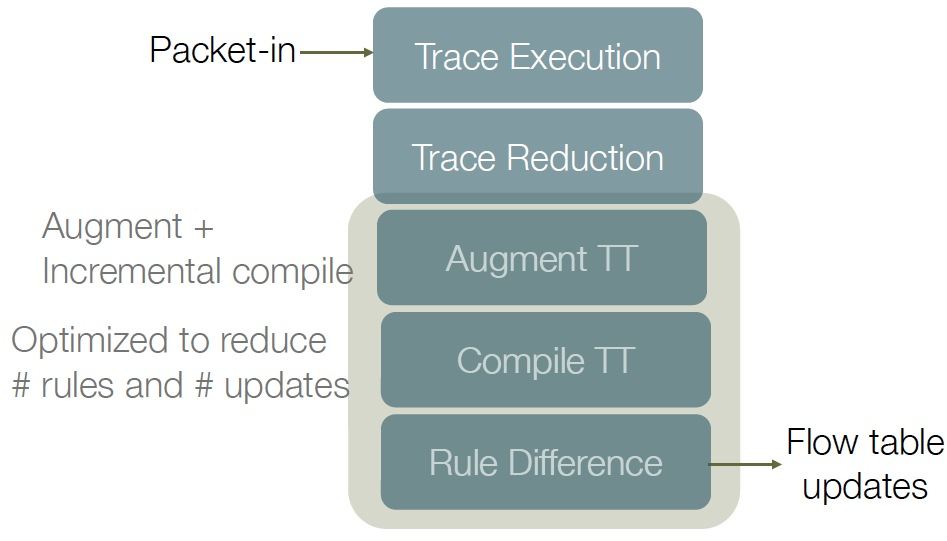 Packet-in
Trace Execution
Trace Reduction
Augment +
Incremental compile
Augment TT
Optimized to reduce
# rules and # updates
Compile TT
Rule Difference
Flow table
updates